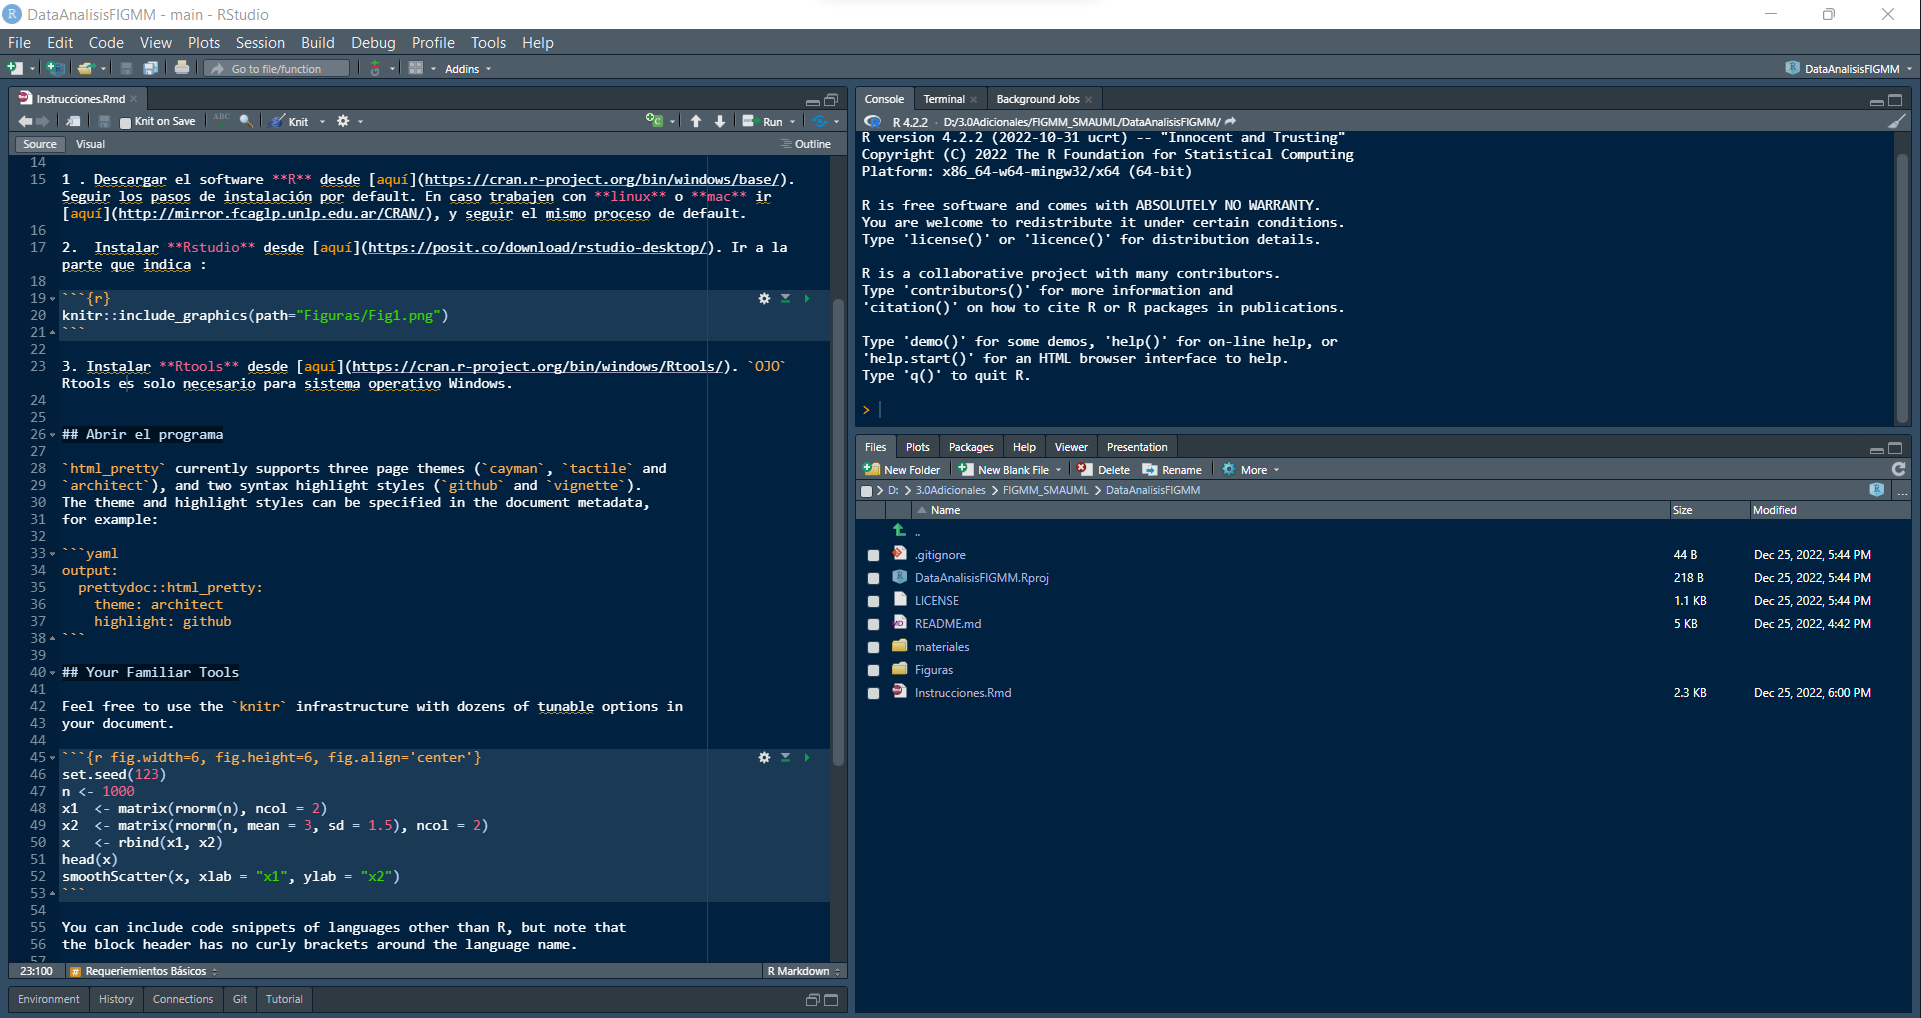 DataAnalisisFIGMM - main - RStudio
File Edit Code View Plots Session Build Debug Profile Tools Help
Go to file/function Addins DataAnalisisFIGMM
Instrucciones.Rmd
Knit on Save ABC Knit Run
Source Visual Outline
14
15 1 . Descargar el software **R** desde [aquí](https://cran.r-project.org/bin/windows/base/).
Seguir los pasos de instalación por default. En caso trabajen con **linux** o **mac** ir
[aquí](http://mirror.fcaglp.unlp.edu.ar/CRAN/), y seguir el mismo proceso de default.
16
17 2.  Instalar **Rstudio** desde [aquí](https://posit.co/download/rstudio-desktop/). Ir a la
parte que indica :
18
19 ```{r}
20 knitr::include_graphics(path="Figuras/Fig1.png")
21 ```
22
23 3. Instalar **Rtools** desde [aquí](https://cran.r-project.org/bin/windows/Rtools/). `OJO`
Rtools es solo necesario para sistema operativo Windows.
24
25
26 ## Abrir el programa
27
28 `html_pretty` currently supports three page themes (`cayman`, `tactile` and
29 `architect`), and two syntax highlight styles (`github` and `vignette`).
30 The theme and highlight styles can be specified in the document metadata,
31 for example:
32
33 ```yaml
34 output:
35   prettydoc::html_pretty:
36     theme: architect
37     highlight: github
38 ```
39
40 ## Your Familiar Tools
41
42 Feel free to use the `knitr` infrastructure with dozens of tunable options in
43 your document.
44
45 ```{r fig.width=6, fig.height=6, fig.align='center'}
46 set.seed(123)
47 n <- 1000
48 x1  <- matrix(rnorm(n), ncol = 2)
49 x2  <- matrix(rnorm(n, mean = 3, sd = 1.5), ncol = 2)
50 x   <- rbind(x1, x2)
51 head(x)
52 smoothScatter(x, xlab = "x1", ylab = "x2")
53 ```
54
55 You can include code snippets of languages other than R, but note that
56 the block header has no curly brackets around the language name.
57
23:100 # Requeriemientos Básicos R Markdown
Environment History Connections Git Tutorial
Console Terminal Background Jobs
R 4.2.2 · D:/3.0Adicionales/FIGMM_SMAUML/DataAnalisisFIGMM/
R version 4.2.2 (2022-10-31 ucrt) -- "Innocent and Trusting"
Copyright (C) 2022 The R Foundation for Statistical Computing
Platform: x86_64-w64-mingw32/x64 (64-bit)
R is free software and comes with ABSOLUTELY NO WARRANTY.
You are welcome to redistribute it under certain conditions.
Type 'license()' or 'licence()' for distribution details.
R is a collaborative project with many contributors.
Type 'contributors()' for more information and
'citation()' on how to cite R or R packages in publications.
Type 'demo()' for some demos, 'help()' for on-line help, or
'help.start()' for an HTML browser interface to help.
Type 'q()' to quit R.
>
Files Plots Packages Help Viewer Presentation
New Folder New Blank File Delete Rename More
D: > 3.0Adicionales > FIGMM_SMAUML > DataAnalisisFIGMM ...
Name Size Modified
..
.gitignore 44 B Dec 25, 2022, 5:44 PM
DataAnalisisFIGMM.Rproj 218 B Dec 25, 2022, 5:44 PM
LICENSE 1.1 KB Dec 25, 2022, 5:44 PM
README.md 5 KB Dec 25, 2022, 4:42 PM
materiales
Figuras
Instrucciones.Rmd 2.3 KB Dec 25, 2022, 6:00 PM